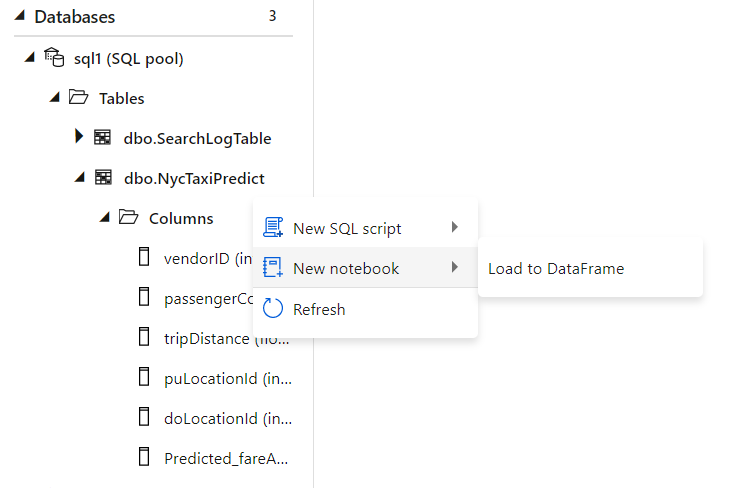 Databases 3
sql1 (SQL pool)
Tables
dbo.SearchLogTable
dbo.NycTaxiPredict
Columns
New SQL script
vendorID (in
New notebook
Load to DataFrame
passengerCo
Refresh
tripDistance (flo...
puLocationId (in...
doLocationId (in...
Predicted_fareA...